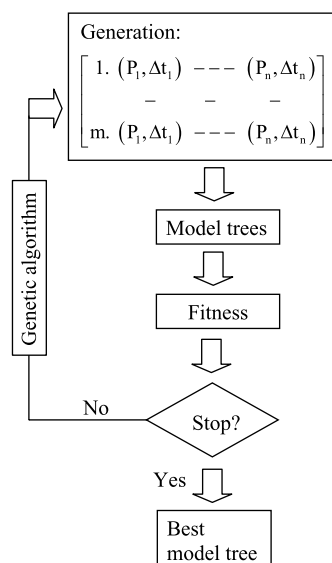 Generation:
1. (P₁,Δt₁) --- (Pₙ,Δtₙ)
– – –
m. (P₁,Δt₁) --- (Pₙ,Δtₙ)
Model trees
Genetic algorithm
Fitness
Stop?
No
Yes
Best
model tree